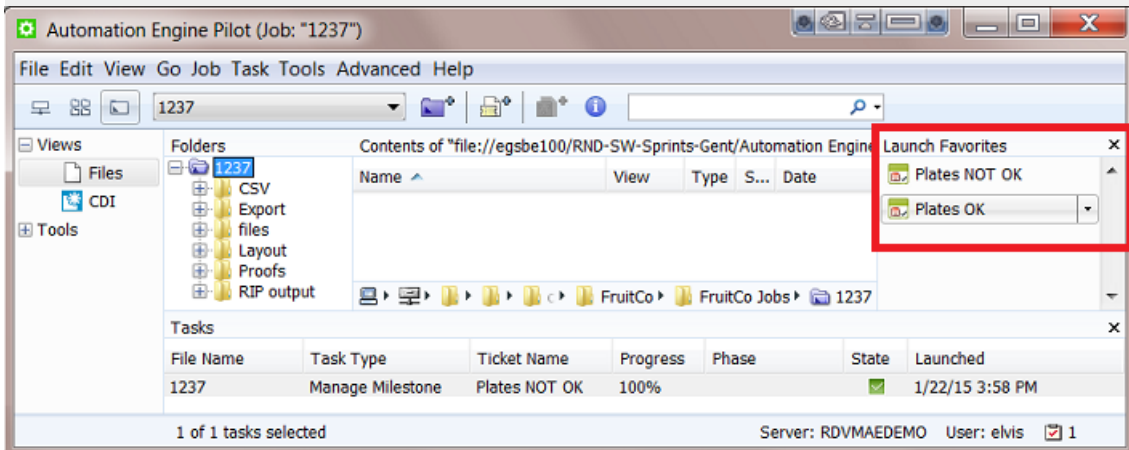 Automation Engine Pilot (Job: "1237")
File Edit View Go Job Task Tools Advanced Help
1237
Views
Files
CDI
Tools
Folders
1237
CSV
Export
files
Layout
Proofs
RIP output
Contents of "file://egsbe100/RND-SW-Sprints-Gent/Automation Engine
Name View Type S... Date
c FruitCo FruitCo Jobs 1237
Launch Favorites
Plates NOT OK
Plates OK
Tasks
File Name Task Type Ticket Name Progress Phase State Launched
1237 Manage Milestone Plates NOT OK 100% 1/22/15 3:58 PM
1 of 1 tasks selected Server: RDVMAEDEMO User: elvis 1